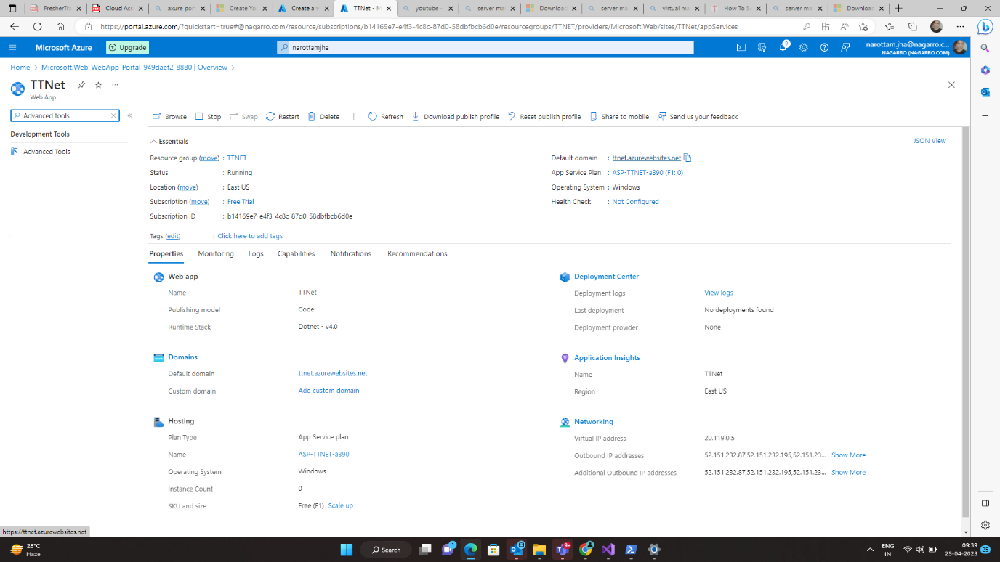 FresherTra
Cloud Ass
axure port
Create Yo
Create a w
TTNet - M
youtube -
server ma
Download
server ma
virtual ma
How To Se
server ma
Download
https://portal.azure.com/?quickstart=true#@nagarro.com/resource/subscriptions/b14169e7-e4f3-4c8c-87d0-58dbfbcb6d0e/resourcegroups/TTNET/providers/Microsoft.Web/sites/TTNet/appServices
Microsoft Azure
Upgrade
narottamjha
9
narottam.jha@nagarro.c...
NAGARRO (NAGARRO.COM)
Home > Microsoft.Web-WebApp-Portal-949daef2-8880 | Overview >
TTNet
Web App
Advanced tools
Development Tools
Advanced Tools
Browse Stop Swap Restart Delete Refresh Download publish profile Reset publish profile Share to mobile Send us your feedback
Essentials
JSON View
Resource group (move) : TTNET
Status : Running
Location (move) : East US
Subscription (move) : Free Trial
Subscription ID : b14169e7-e4f3-4c8c-87d0-58dbfbcb6d0e
Default domain : ttnet.azurewebsites.net
App Service Plan : ASP-TTNET-a390 (F1: 0)
Operating System : Windows
Health Check : Not Configured
Tags (edit) : Click here to add tags
Properties Monitoring Logs Capabilities Notifications Recommendations
Web app
Name TTNet
Publishing model Code
Runtime Stack Dotnet - v4.0
Domains
Default domain ttnet.azurewebsites.net
Custom domain Add custom domain
Hosting
Plan Type App Service plan
Name ASP-TTNET-a390
Operating System Windows
Instance Count 0
SKU and size Free (F1) Scale up
Deployment Center
Deployment logs View logs
Last deployment No deployments found
Deployment provider None
Application Insights
Name TTNet
Region East US
Networking
Virtual IP address 20.119.0.5
Outbound IP addresses 52.151.232.87,52.151.232.195,52.151.23... Show More
Additional Outbound IP addresses 52.151.232.87,52.151.232.195,52.151.23... Show More
https://ttnet.azurewebsites.net
28°C
Haze
Search
1
9+
ENG
IN
09:39
25-04-2023
25